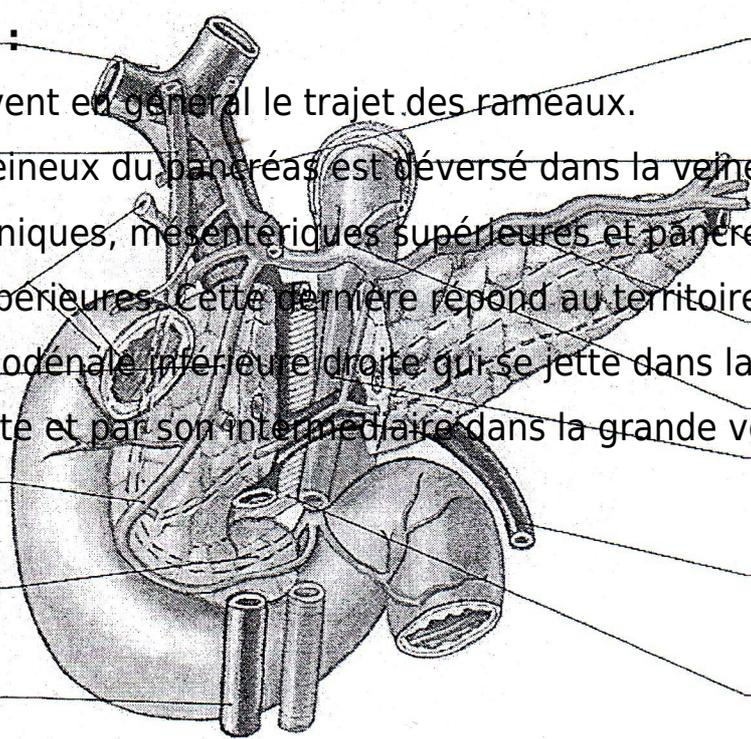 :
vent en général le trajet des rameaux.
eineux du pancréas est déversé dans la veine
niques, mésentériques supérieures et pancré
périeures. Cette dernière répond au territoire
odénale inférieure droite qui se jette dans la
te et par son intermédiaire dans la grande ve